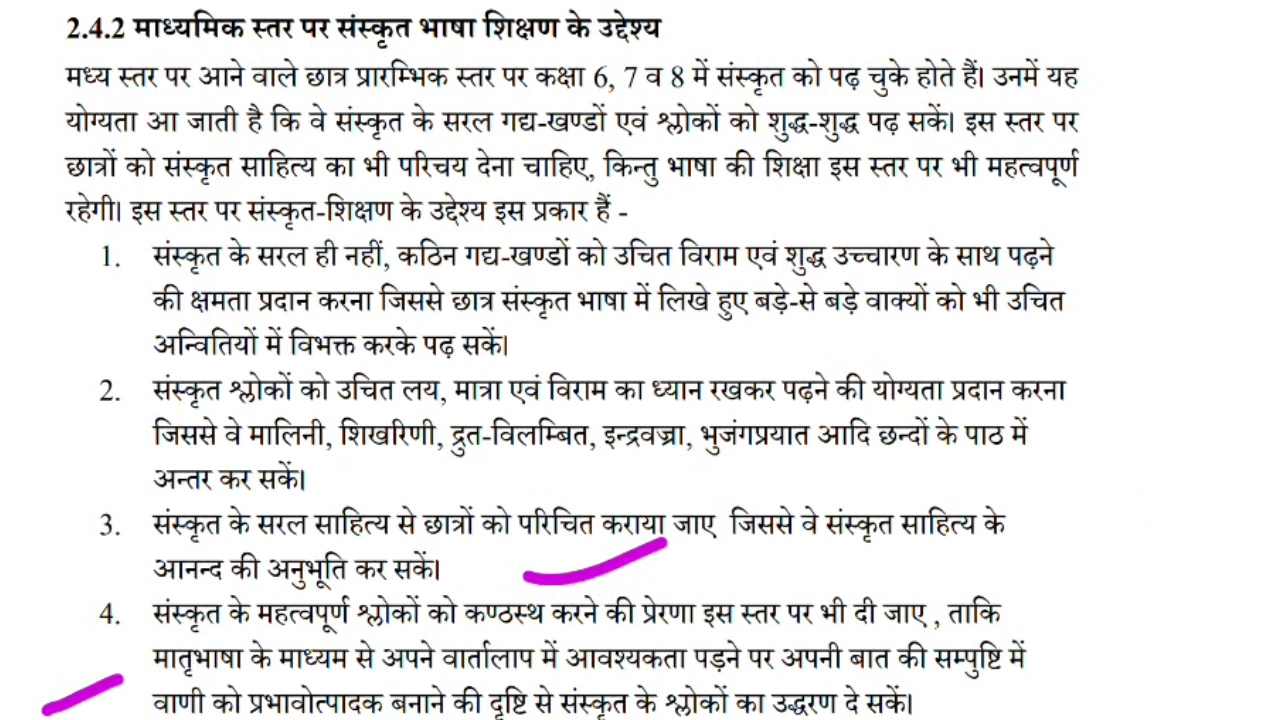 2.4.2 माध्यमिक स्तर पर संस्कृत भाषा शिक्षण के उद्देश्य
मध्य स्तर पर आने वाले छात्र प्रारम्भिक स्तर पर कक्षा 6, 7 व 8 में संस्कृत को पढ़ चुके होते हैं। उनमें यह
योग्यता आ जाती है कि वे संस्कृत के सरल गद्य-खण्डों एवं श्लोकों को शुद्ध-शुद्ध पढ़ सकें। इस स्तर पर
छात्रों को संस्कृत साहित्य का भी परिचय देना चाहिए, किन्तु भाषा की शिक्षा इस स्तर पर भी महत्वपूर्ण
रहेगी। इस स्तर पर संस्कृत-शिक्षण के उद्देश्य इस प्रकार हैं -
1. संस्कृत के सरल ही नहीं, कठिन गद्य-खण्डों को उचित विराम एवं शुद्ध उच्चारण के साथ पढ़ने
की क्षमता प्रदान करना जिससे छात्र संस्कृत भाषा में लिखे हुए बड़े-से बड़े वाक्यों को भी उचित
अन्वितियों में विभक्त करके पढ़ सकें।
2. संस्कृत श्लोकों को उचित लय, मात्रा एवं विराम का ध्यान रखकर पढ़ने की योग्यता प्रदान करना
जिससे वे मालिनी, शिखरिणी, द्रुत-विलम्बित, इन्द्रवज्रा, भुजंगप्रयात आदि छन्दों के पाठ में
अन्तर कर सकें।
3. संस्कृत के सरल साहित्य से छात्रों को परिचित कराया जाए जिससे वे संस्कृत साहित्य के
आनन्द की अनुभूति कर सकें।
4. संस्कृत के महत्वपूर्ण श्लोकों को कण्ठस्थ करने की प्रेरणा इस स्तर पर भी दी जाए , ताकि
मातृभाषा के माध्यम से अपने वार्तालाप में आवश्यकता पड़ने पर अपनी बात की सम्पुष्टि में
वाणी को प्रभावोत्पादक बनाने की दृष्टि से संस्कृत के श्लोकों का उद्धरण दे सकें।